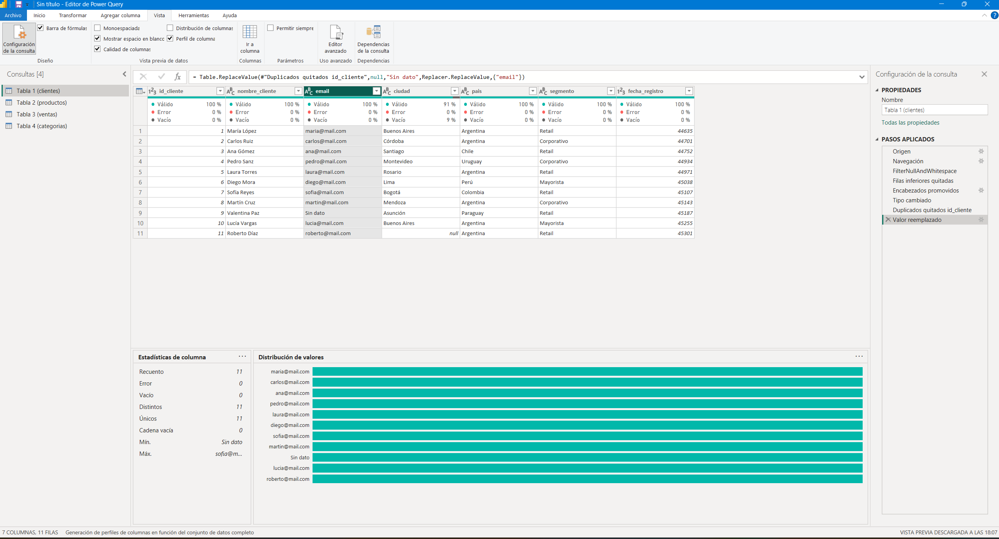 Sin título - Editor de Power Query
Archivo Inicio Transformar Agregar columna Vista Herramientas Ayuda
Configuración de la consulta
Barra de fórmulas
Diseño
Monoespaciada
Mostrar espacio en blanco
Calidad de columnas
Distribución de columnas
Perfil de columna
Vista previa de datos
Ir a columna
Columnas
Permitir siempre
Parámetros
Editor avanzado
Uso avanzado
Dependencias de la consulta
Dependencias
Consultas [4]
Tabla 1 (clientes)
Tabla 2 (productos)
Tabla 3 (ventas)
Tabla 4 (categorias)
fx = Table.ReplaceValue(#"Duplicados quitados id_cliente",null,"Sin dato",Replacer.ReplaceValue,{"email"})
123 id_cliente ABC nombre_cliente ABC email ABC ciudad ABC pais ABC segmento 123 fecha_registro
Válido 100 % Válido 100 % Válido 100 % Válido 91 % Válido 100 % Válido 100 % Válido 100 %
Error 0 % Error 0 % Error 0 % Error 0 % Error 0 % Error 0 % Error 0 %
Vacío 0 % Vacío 0 % Vacío 0 % Vacío 9 % Vacío 0 % Vacío 0 % Vacío 0 %
1 1 María López maria@mail.com Buenos Aires Argentina Retail 44635
2 2 Carlos Ruiz carlos@mail.com Córdoba Argentina Corporativo 44701
3 3 Ana Gómez ana@mail.com Santiago Chile Retail 44752
4 4 Pedro Sanz pedro@mail.com Montevideo Uruguay Corporativo 44934
5 5 Laura Torres laura@mail.com Rosario Argentina Retail 44971
6 6 Diego Mora diego@mail.com Lima Perú Mayorista 45038
7 7 Sofía Reyes sofia@mail.com Bogotá Colombia Retail 45107
8 8 Martín Cruz martin@mail.com Mendoza Argentina Corporativo 45143
9 9 Valentina Paz Sin dato Asunción Paraguay Retail 45187
10 10 Lucía Vargas lucia@mail.com Buenos Aires Argentina Mayorista 45255
11 11 Roberto Díaz roberto@mail.com null Argentina Retail 45301
Estadísticas de columna ...
Recuento 11
Error 0
Vacío 0
Distintos 11
Únicos 11
Cadena vacía 0
Mín. Sin dato
Máx. sofia@m...
Distribución de valores ...
maria@mail.com
carlos@mail.com
ana@mail.com
pedro@mail.com
laura@mail.com
diego@mail.com
sofia@mail.com
martin@mail.com
Sin dato
lucia@mail.com
roberto@mail.com
Configuración de la consulta
PROPIEDADES
Nombre
Tabla 1 (clientes)
Todas las propiedades
PASOS APLICADOS
Origen
Navegación
FilterNullAndWhitespace
Filas inferiores quitadas
Encabezados promovidos
Tipo cambiado
Duplicados quitados id_cliente
Valor reemplazado
7 COLUMNAS, 11 FILAS Generación de perfiles de columnas en función del conjunto de datos completo VISTA PREVIA DESCARGADA A LAS 18:07